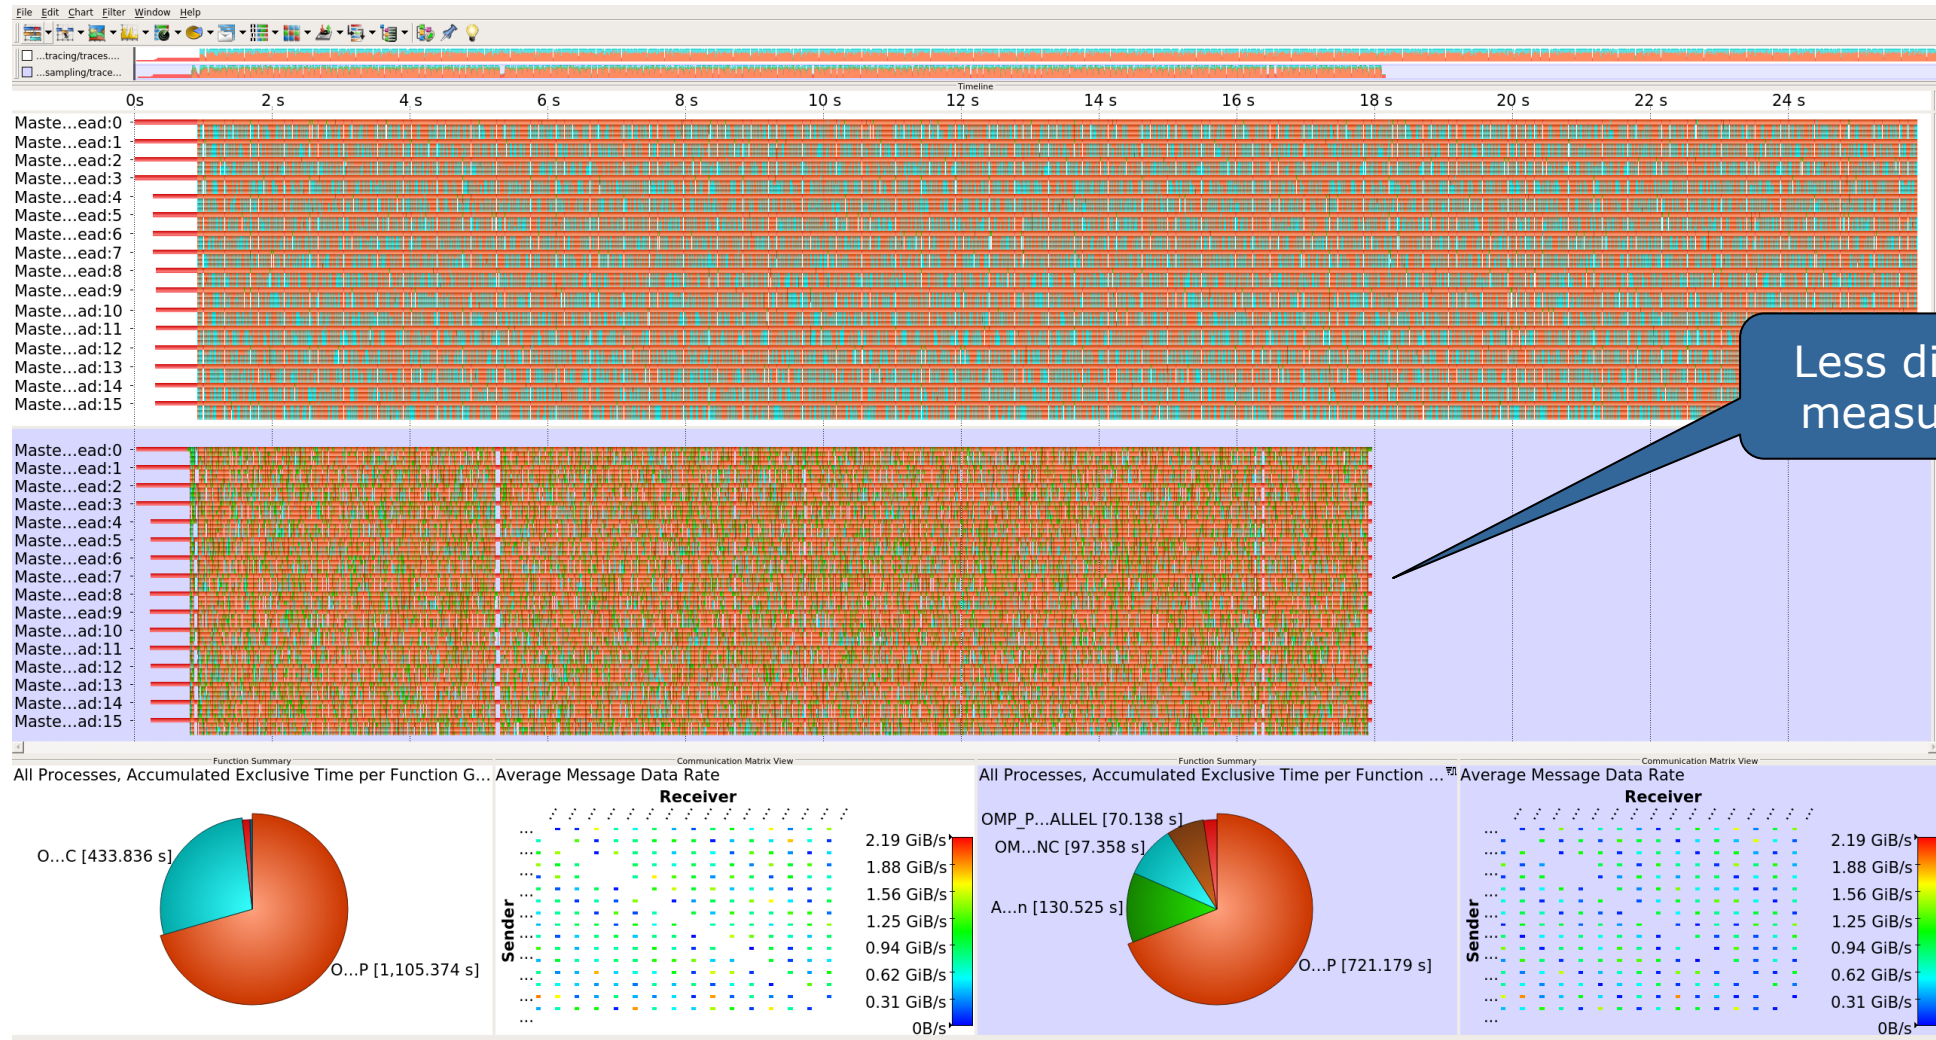 File Edit Chart Filter Window Help
...tracing/traces....
...sampling/trace...
Timeline
0s 2 s 4 s 6 s 8 s 10 s 12 s 14 s 16 s 18 s 20 s 22 s 24 s
Maste...ead:0
Maste...ead:1
Maste...ead:2
Maste...ead:3
Maste...ead:4
Maste...ead:5
Maste...ead:6
Maste...ead:7
Maste...ead:8
Maste...ead:9
Maste...ad:10
Maste...ad:11
Maste...ad:12
Maste...ad:13
Maste...ad:14
Maste...ad:15
Less di
measu
Maste...ead:0
Maste...ead:1
Maste...ead:2
Maste...ead:3
Maste...ead:4
Maste...ead:5
Maste...ead:6
Maste...ead:7
Maste...ead:8
Maste...ead:9
Maste...ad:10
Maste...ad:11
Maste...ad:12
Maste...ad:13
Maste...ad:14
Maste...ad:15
Function Summary
All Processes, Accumulated Exclusive Time per Function G...
O...C [433.836 s]
O...P [1,105.374 s]
Communication Matrix View
Average Message Data Rate
Receiver
Sender
2.19 GiB/s
1.88 GiB/s
1.56 GiB/s
1.25 GiB/s
0.94 GiB/s
0.62 GiB/s
0.31 GiB/s
0B/s
Function Summary
All Processes, Accumulated Exclusive Time per Function ...
OMP_P...ALLEL [70.138 s]
OM...NC [97.358 s]
A...n [130.525 s]
O...P [721.179 s]
Communication Matrix View
Average Message Data Rate
Receiver
Sender
2.19 GiB/s
1.88 GiB/s
1.56 GiB/s
1.25 GiB/s
0.94 GiB/s
0.62 GiB/s
0.31 GiB/s
0B/s